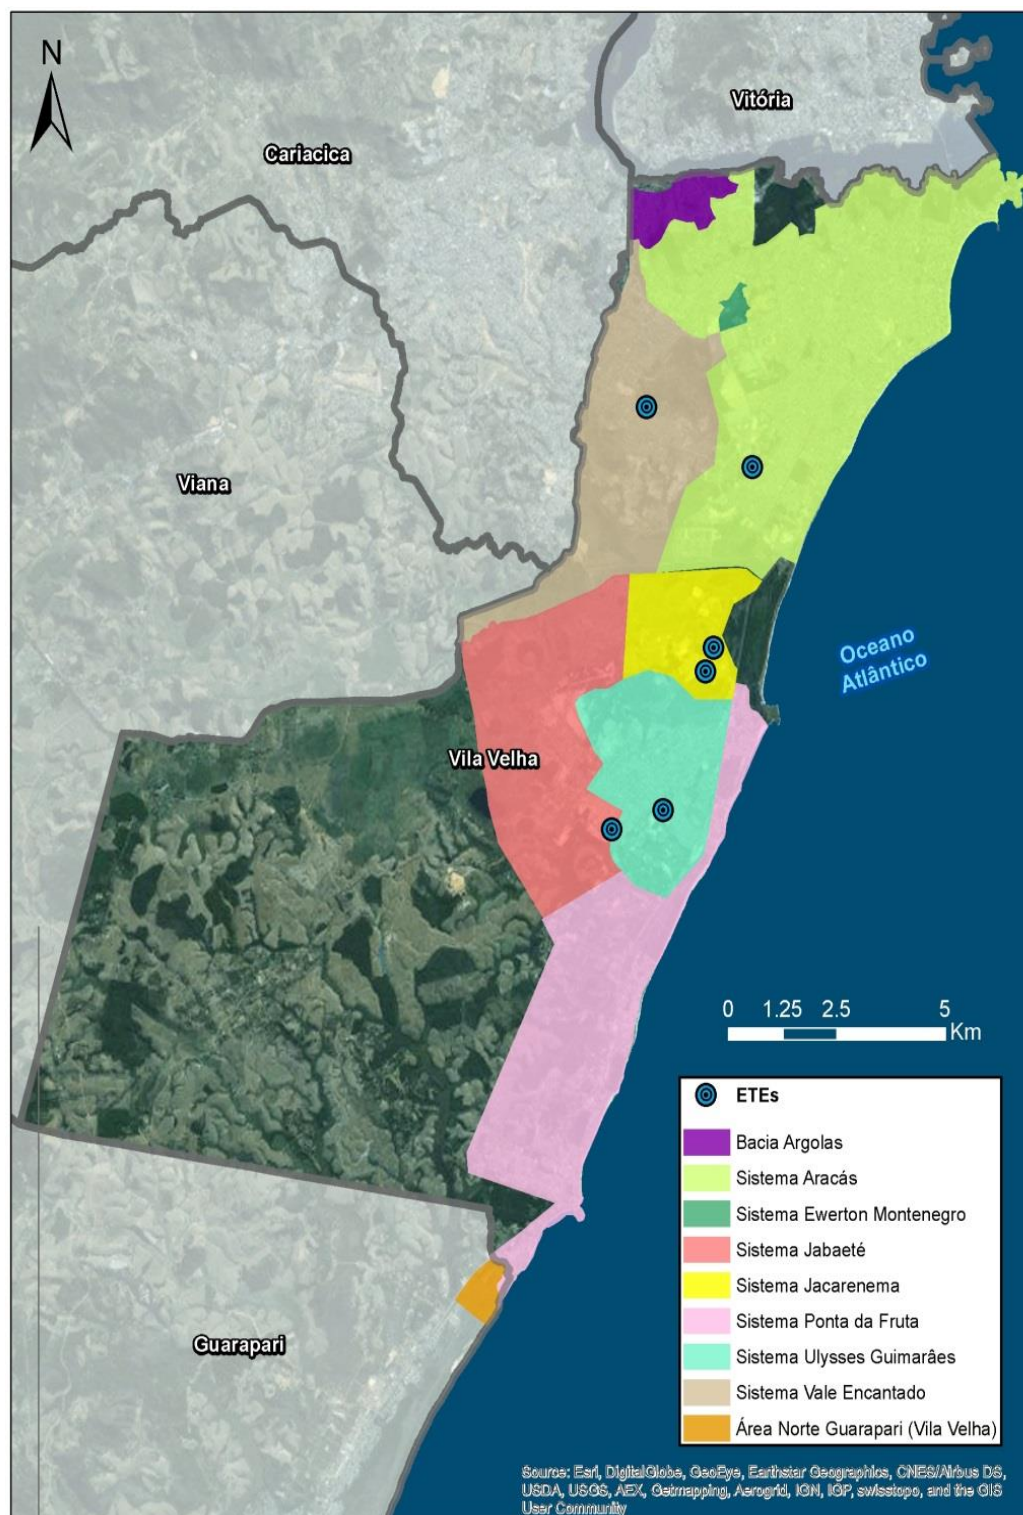 N
Vitória
Cariacica
Viana
Oceano
Atlântico
Vila Velha
0 1.25 2.5 5
Km
ETEs
Bacia Argolas
Sistema Aracás
Sistema Ewerton Montenegro
Sistema Jabaeté
Sistema Jacarenema
Sistema Ponta da Fruta
Sistema Ulysses Guimarâes
Sistema Vale Encantado
Área Norte Guarapari (Vila Velha)
Guarapari
Source: Esri, DigitalGlobe, GeoEye, Earthstar Geographics, CNES/Airbus DS,
USDA, USGS, AEX, Getmapping, Aerogrid, IGN, IGP, swisstopo, and the GIS
User Community